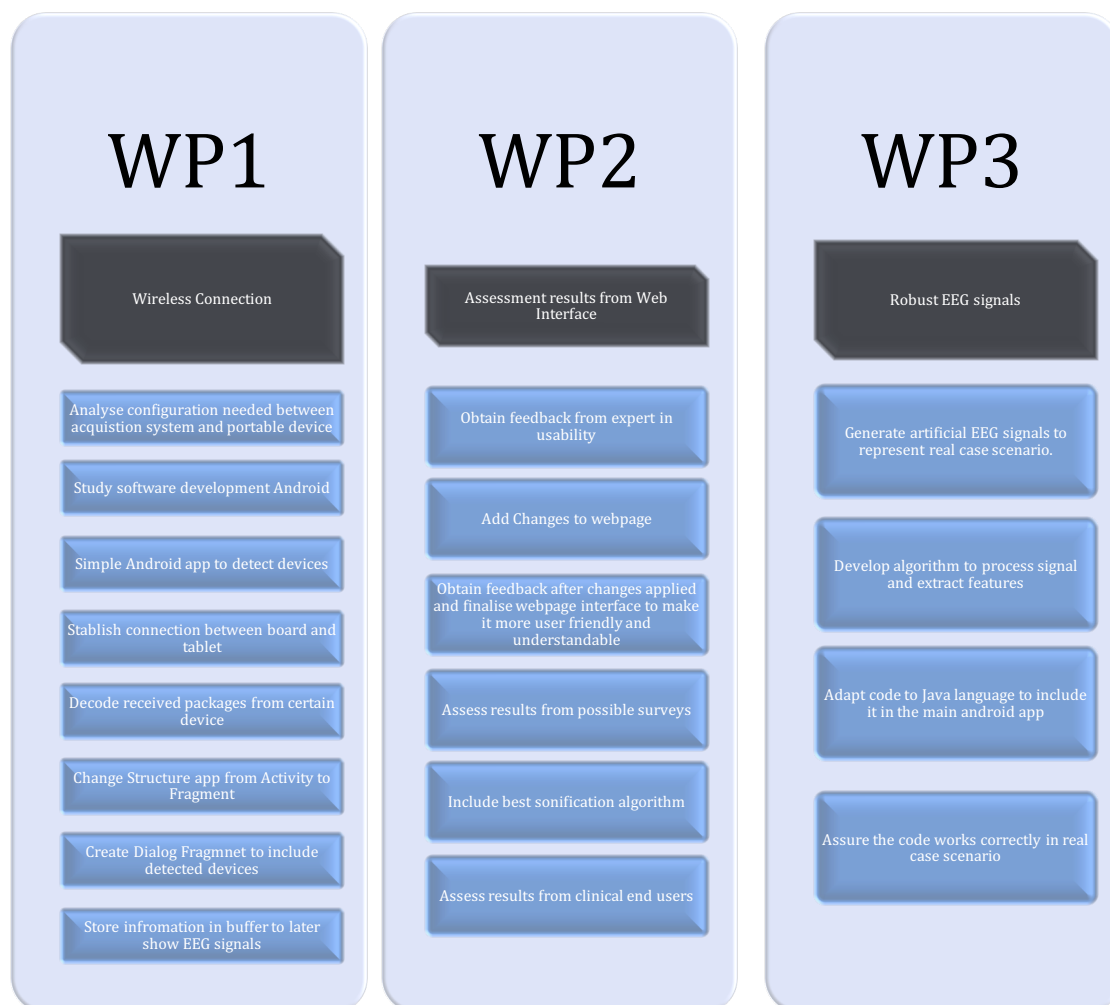 WP1
Wireless Connection
Analyse configuration needed between
acquistion system and portable device
Study software development Android
Simple Android app to detect devices
Stablish connection between board and
tablet
Decode received packages from certain
device
Change Structure app from Activity to
Fragment
Create Dialog Fragmnet to include
detected devices
Store infromation in buffer to later
show EEG signals
WP2
Assessment results from Web
Interface
Obtain feedback from expert in
usability
Add Changes to webpage
Obtain feedback after changes applied
and finalise webpage interface to make
it more user friendly and
understandable
Assess results from possible surveys
Include best sonification algorithm
Assess results from clinical end users
WP3
Robust EEG signals
Generate artificial EEG signals to
represent real case scenario.
Develop algorithm to process signal
and extract features
Adapt code to Java language to include
it in the main android app
Assure the code works correctly in real
case scenario